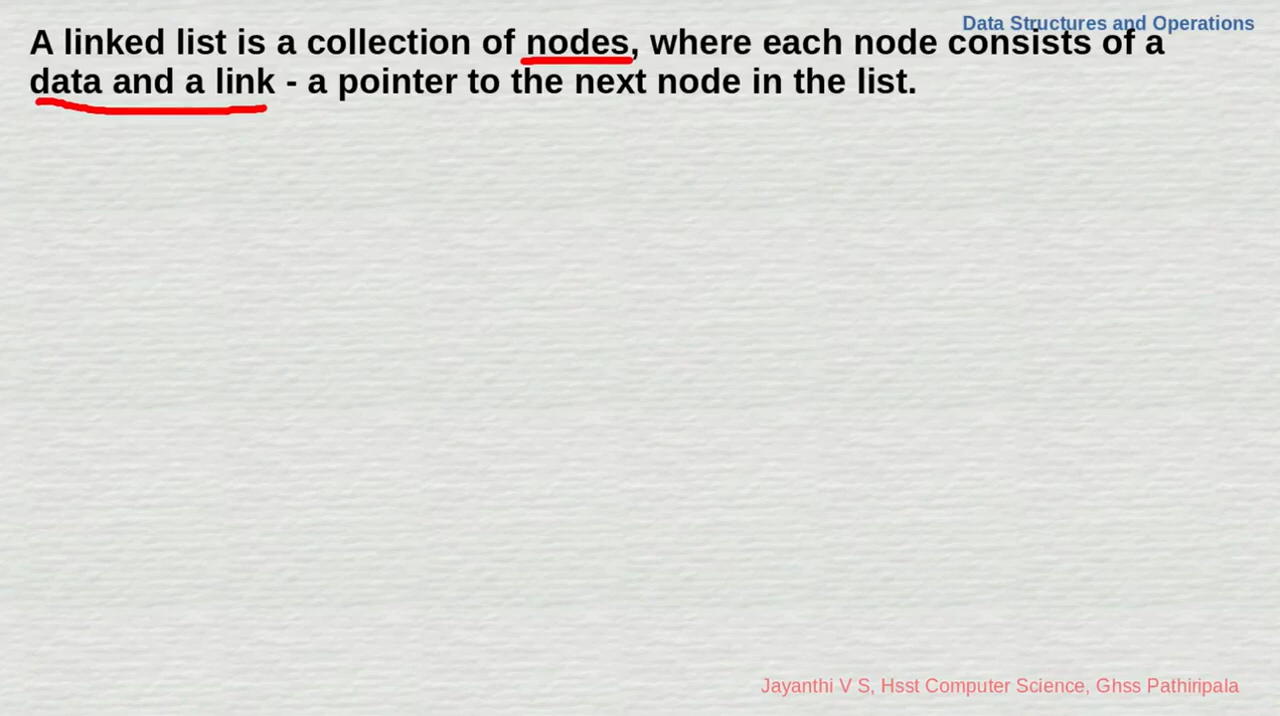 Data Structures and Operations
A linked list is a collection of nodes, where each node consists of a
data and a link - a pointer to the next node in the list.
Jayanthi V S, Hsst Computer Science, Ghss Pathiripala